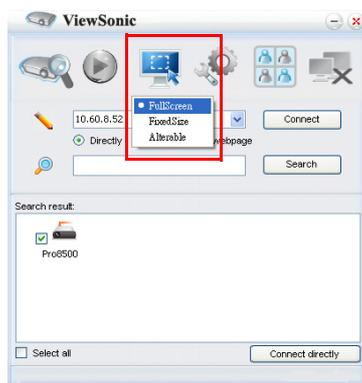 ViewSonic
FullScreen
FixedSize
Alterable
10.60.8.52
Connect
Directly
webpage
Search
Search result:
Pro8500
Select all
Connect directly